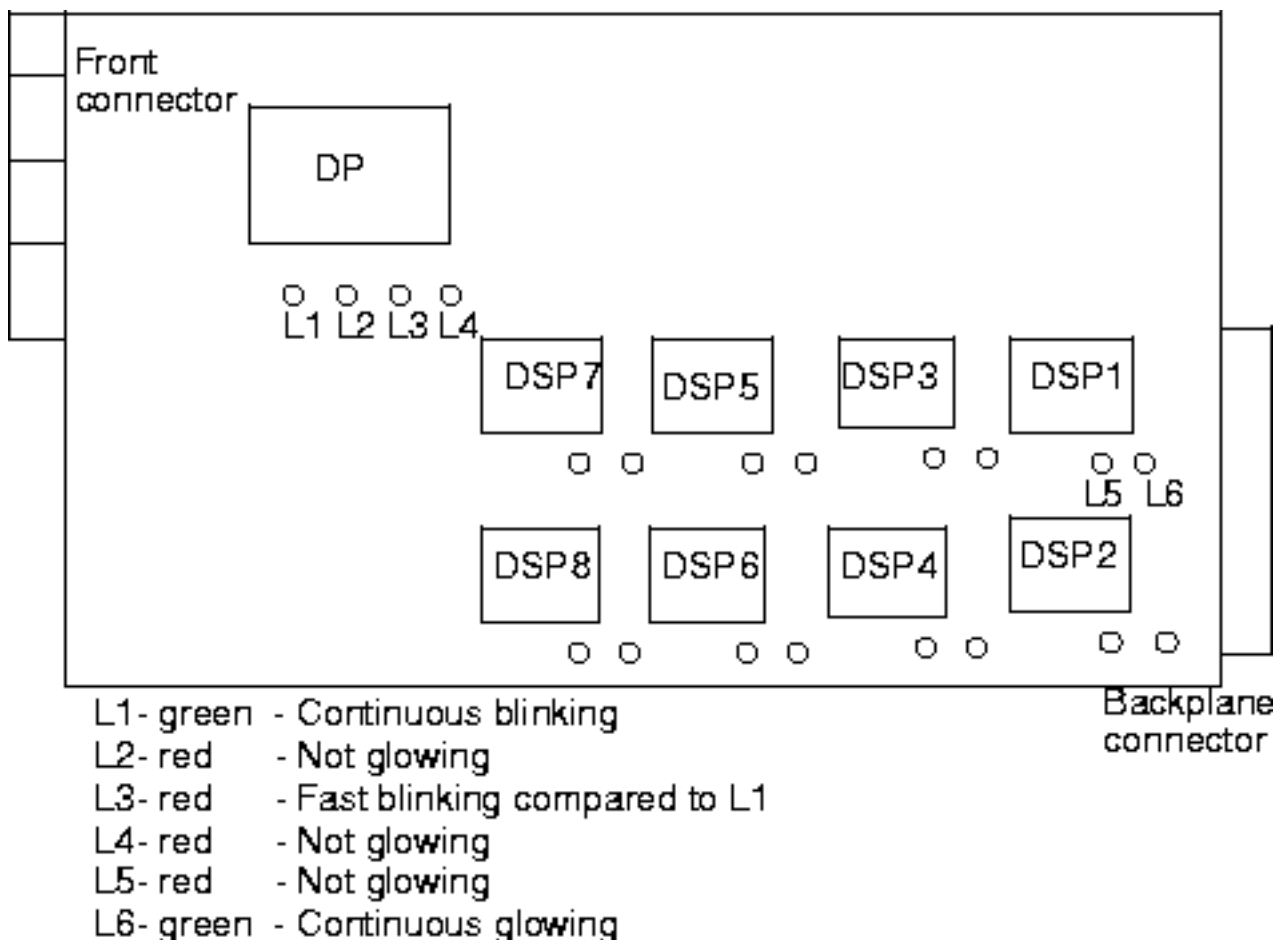 Front
connector
DP
L1 L2 L3 L4
DSP7 DSP5 DSP3 DSP1
L5 L6
DSP8 DSP6 DSP4 DSP2
Backplane
connector
L1- green - Continuous blinking
L2- red - Not glowing
L3- red - Fast blinking compared to L1
L4- red - Not glowing
L5- red - Not glowing
L6- green - Continuous glowing